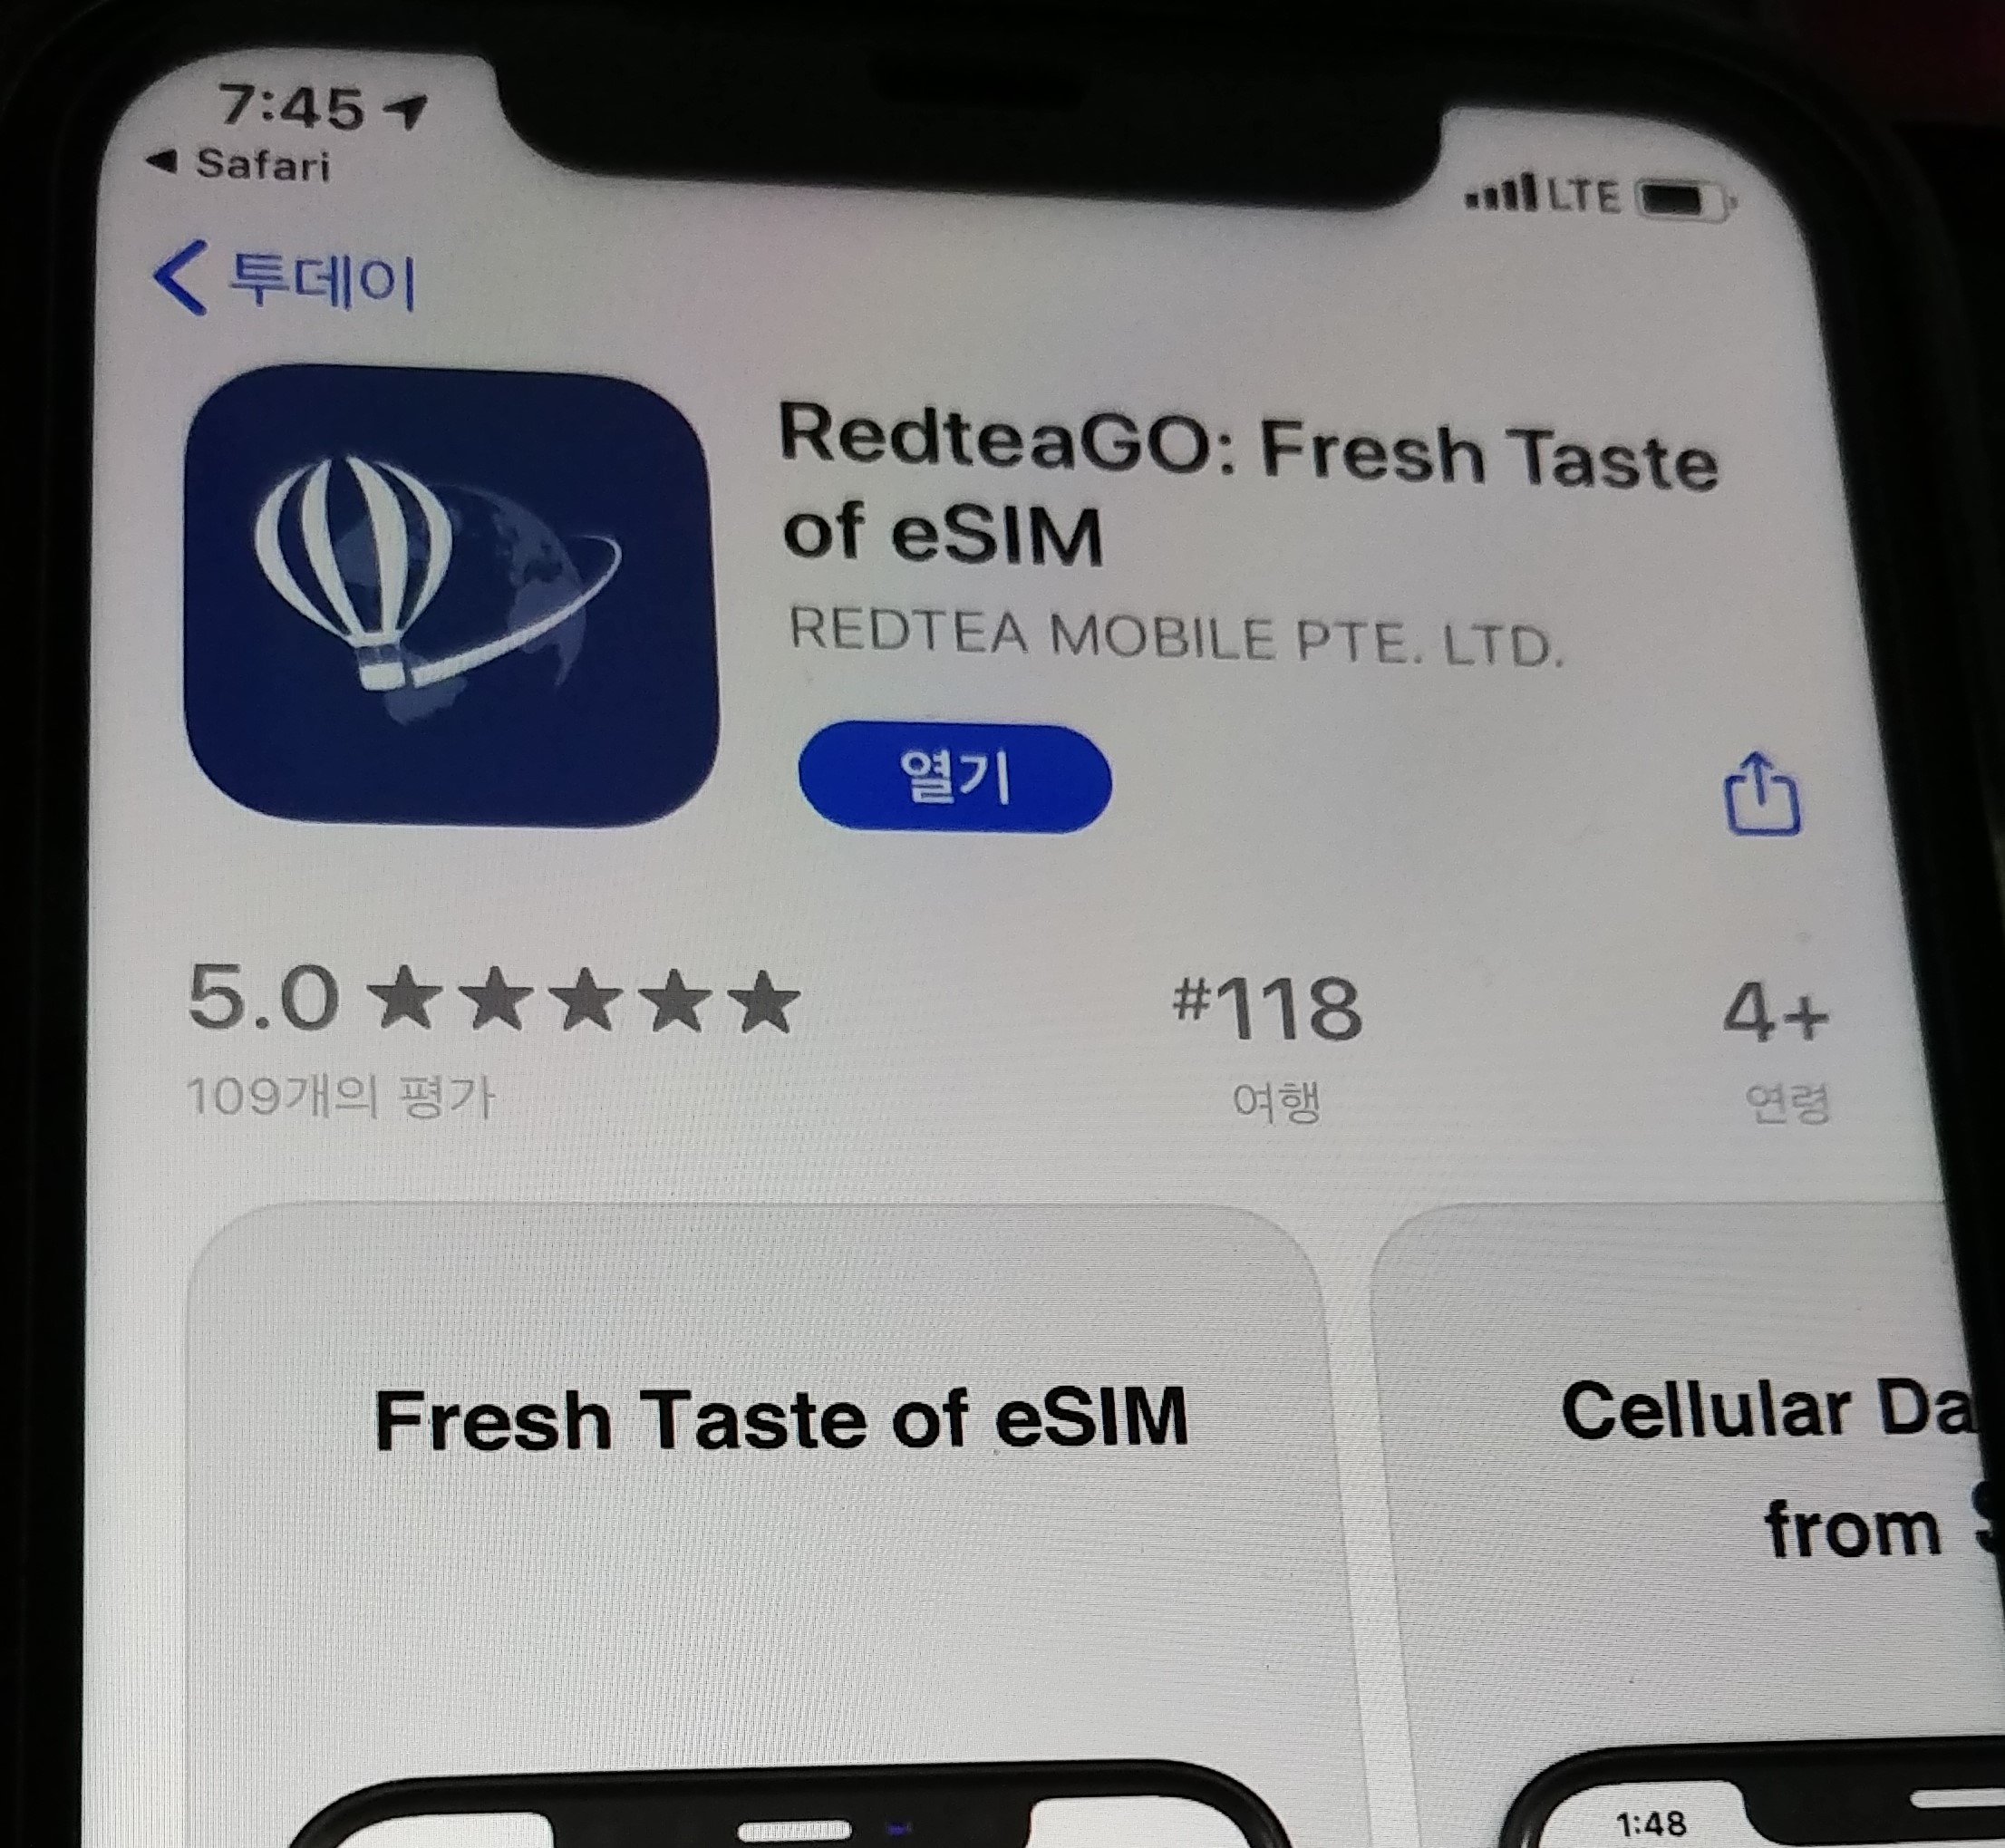 7:45
Safari
LTE
투데이
RedteaGO: Fresh Taste
of eSIM
REDTEA MOBILE PTE. LTD.
열기
5.0 ★★★★★
#118
4+
109개의 평가
여행
연령
Fresh Taste of eSIM
Cellular Da
from $
1:48